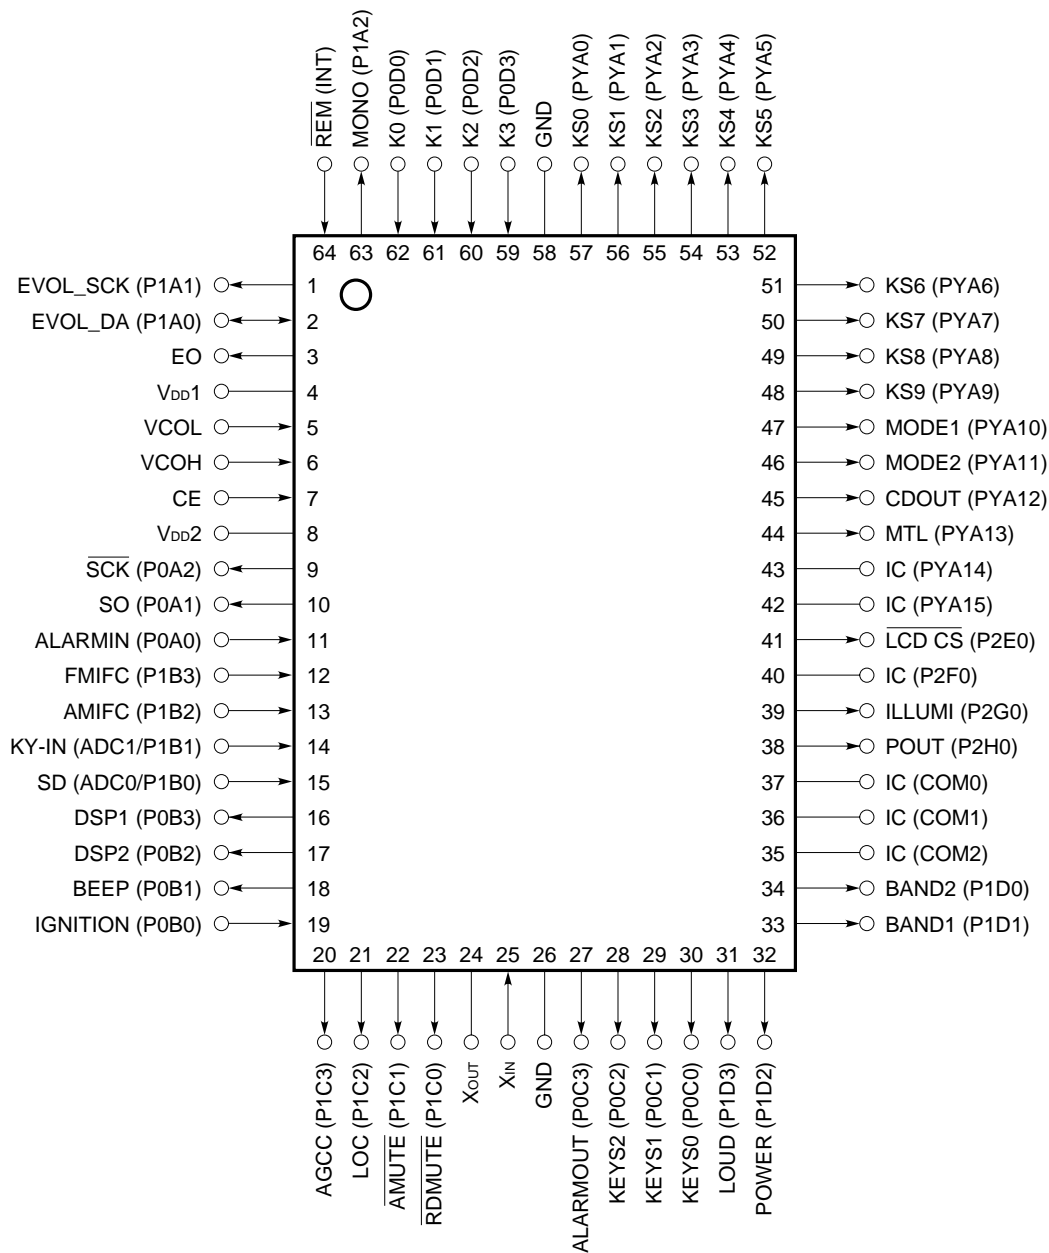 REM (INT)
MONO (P1A2)
K0 (P0D0)
K1 (P0D1)
K2 (P0D2)
K3 (P0D3)
GND
KS0 (PYA0)
KS1 (PYA1)
KS2 (PYA2)
KS3 (PYA3)
KS4 (PYA4)
KS5 (PYA5)
64 63 62 61 60 59 58 57 56 55 54 53 52
EVOL_SCK (P1A1) 1 51 KS6 (PYA6)
EVOL_DA (P1A0) 2 50 KS7 (PYA7)
EO 3 49 KS8 (PYA8)
VDD1 4 48 KS9 (PYA9)
VCOL 5 47 MODE1 (PYA10)
VCOH 6 46 MODE2 (PYA11)
CE 7 45 CDOUT (PYA12)
VDD2 8 44 MTL (PYA13)
SCK (P0A2) 9 43 IC (PYA14)
SO (P0A1) 10 42 IC (PYA15)
ALARMIN (P0A0) 11 41 LCD CS (P2E0)
FMIFC (P1B3) 12 40 IC (P2F0)
AMIFC (P1B2) 13 39 ILLUMI (P2G0)
KY-IN (ADC1/P1B1) 14 38 POUT (P2H0)
SD (ADC0/P1B0) 15 37 IC (COM0)
DSP1 (P0B3) 16 36 IC (COM1)
DSP2 (P0B2) 17 35 IC (COM2)
BEEP (P0B1) 18 34 BAND2 (P1D0)
IGNITION (P0B0) 19 33 BAND1 (P1D1)
20 21 22 23 24 25 26 27 28 29 30 31 32
AGCC (P1C3)
LOC (P1C2)
AMUTE (P1C1)
RDMUTE (P1C0)
XOUT
XIN
GND
ALARMOUT (P0C3)
KEYS2 (P0C2)
KEYS1 (P0C1)
KEYS0 (P0C0)
LOUD (P1D3)
POWER (P1D2)